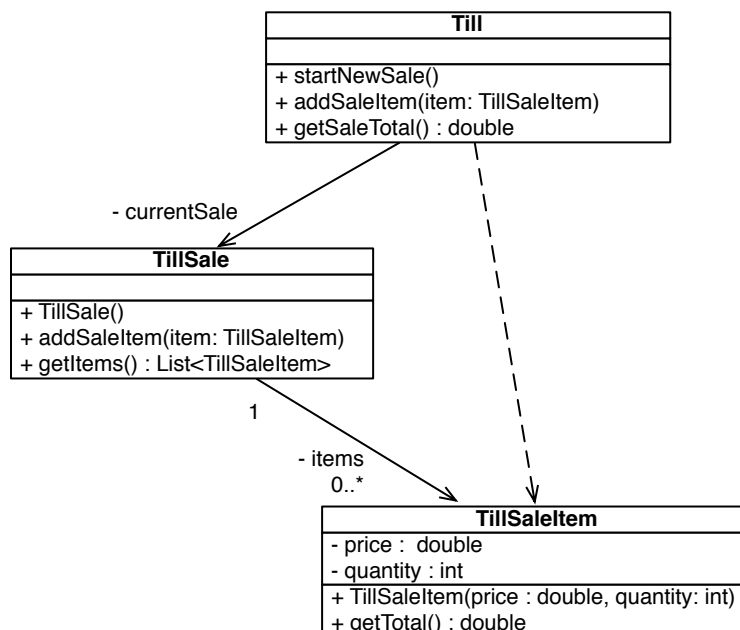 Till
+ startNewSale()
+ addSaleItem(item: TillSaleItem)
+ getSaleTotal() : double
- currentSale
TillSale
+ TillSale()
+ addSaleItem(item: TillSaleItem)
+ getItems() : List<TillSaleItem>
1
- items
0..*
TillSaleItem
- price : double
- quantity : int
+ TillSaleItem(price : double, quantity: int)
+ getTotal() : double